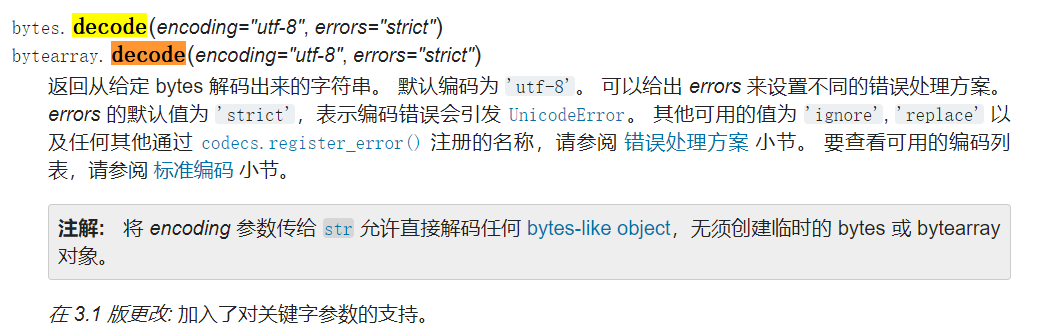 bytes. decode(encoding="utf-8", errors="strict")
bytearray. decode(encoding="utf-8", errors="strict")
返回从给定 bytes 解码出来的字符串。 默认编码为 'utf-8'。 可以给出 errors 来设置不同的错误处理方案。
errors 的默认值为 'strict'，表示编码错误会引发 UnicodeError。 其他可用的值为 'ignore', 'replace' 以
及任何其他通过 codecs.register_error() 注册的名称，请参阅 错误处理方案 小节。 要查看可用的编码列
表，请参阅 标准编码 小节。
注解: 将 encoding 参数传给 str 允许直接解码任何 bytes-like object，无须创建临时的 bytes 或 bytearray
对象。
在 3.1 版更改: 加入了对关键字参数的支持。